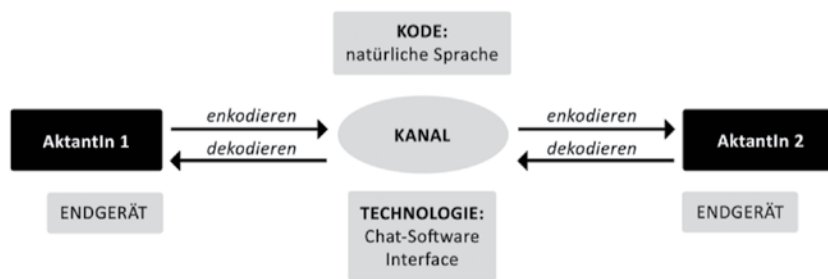 KODE:
natürliche Sprache
enkodieren
enkodieren
AktantIn 1
KANAL
AktantIn 2
dekodieren
dekodieren
ENDGERÄT
TECHNOLOGIE:
ENDGERÄT
Chat-Software
Interface